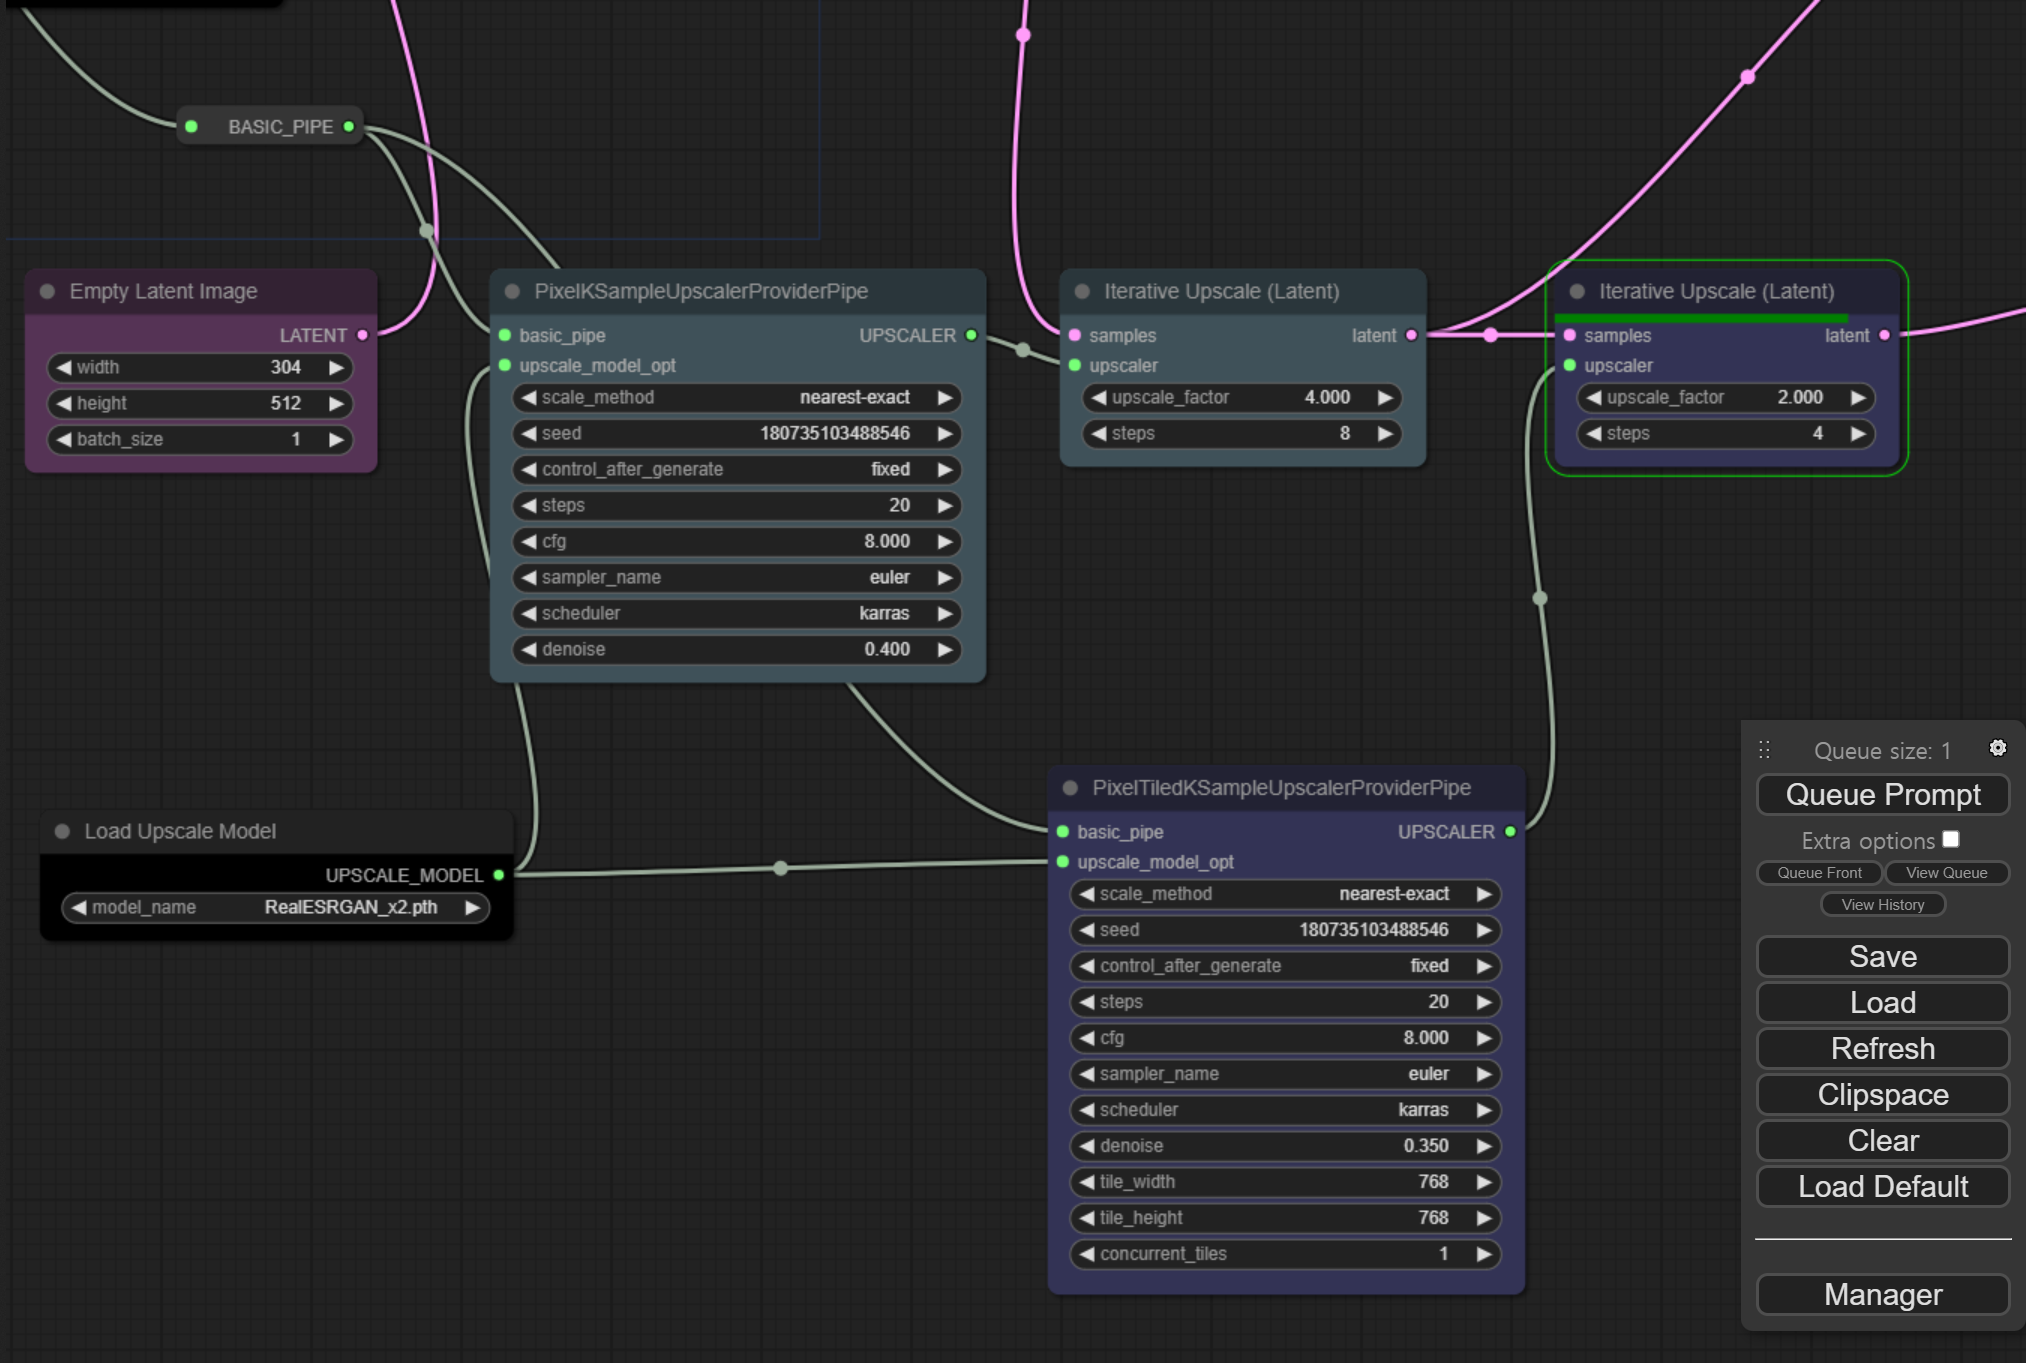 BASIC_PIPE
Empty Latent Image
LATENT
width 304
height 512
batch_size 1
PixelKSampleUpscalerProviderPipe
basic_pipe UPSCALER
upscale_model_opt
scale_method nearest-exact
seed 180735103488546
control_after_generate fixed
steps 20
cfg 8.000
sampler_name euler
scheduler karras
denoise 0.400
Iterative Upscale (Latent)
samples latent
upscaler
upscale_factor 4.000
steps 8
Iterative Upscale (Latent)
samples latent
upscaler
upscale_factor 2.000
steps 4
Load Upscale Model
UPSCALE_MODEL
model_name RealESRGAN_x2.pth
PixelTiledKSampleUpscalerProviderPipe
basic_pipe UPSCALER
upscale_model_opt
scale_method nearest-exact
seed 180735103488546
control_after_generate fixed
steps 20
cfg 8.000
sampler_name euler
scheduler karras
denoise 0.350
tile_width 768
tile_height 768
concurrent_tiles 1
Queue size: 1
Queue Prompt
Extra options
Queue Front View Queue
View History
Save
Load
Refresh
Clipspace
Clear
Load Default
Manager